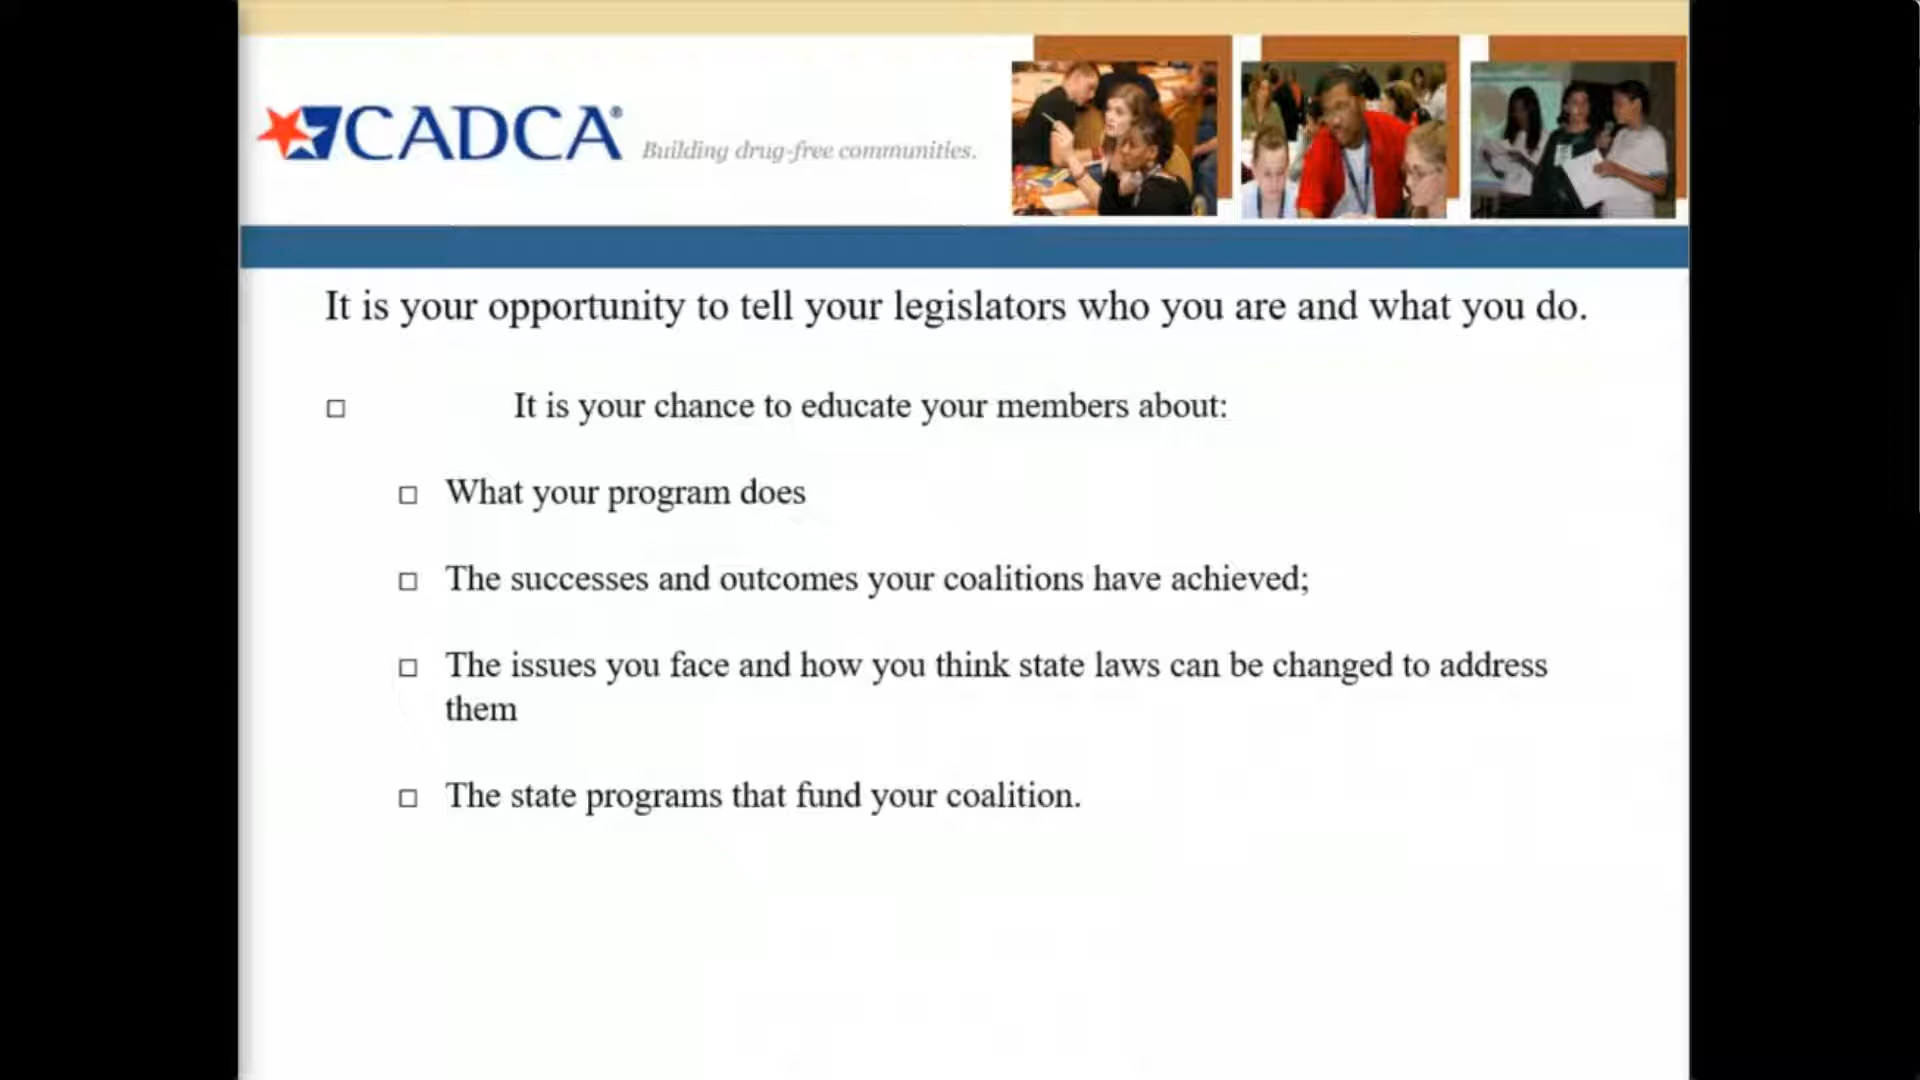 CADCA® Building drug-free communities.
It is your opportunity to tell your legislators who you are and what you do.
□ It is your chance to educate your members about:
□ What your program does
□ The successes and outcomes your coalitions have achieved;
□ The issues you face and how you think state laws can be changed to address
them
□ The state programs that fund your coalition.